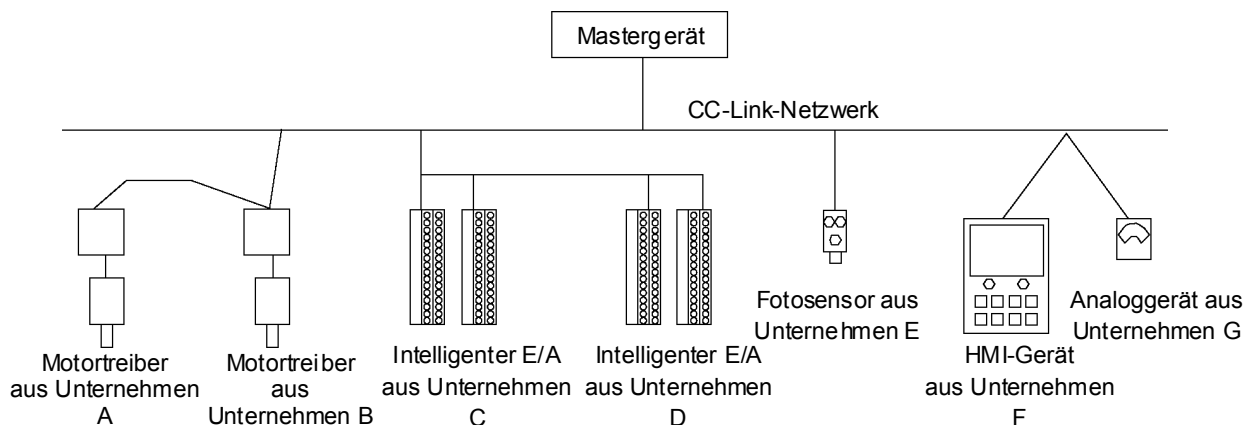 Mastergerät
CC-Link-Netzwerk
Motortreiber
aus Unternehmen
A
Motortreiber
aus
Unternehmen B
Intelligenter E/A
aus Unternehmen
C
Intelligenter E/A
aus Unternehmen
D
Fotosensor aus
Unternehmen E
HMI-Gerät
aus Unternehmen
F
Analoggerät aus
Unternehmen G